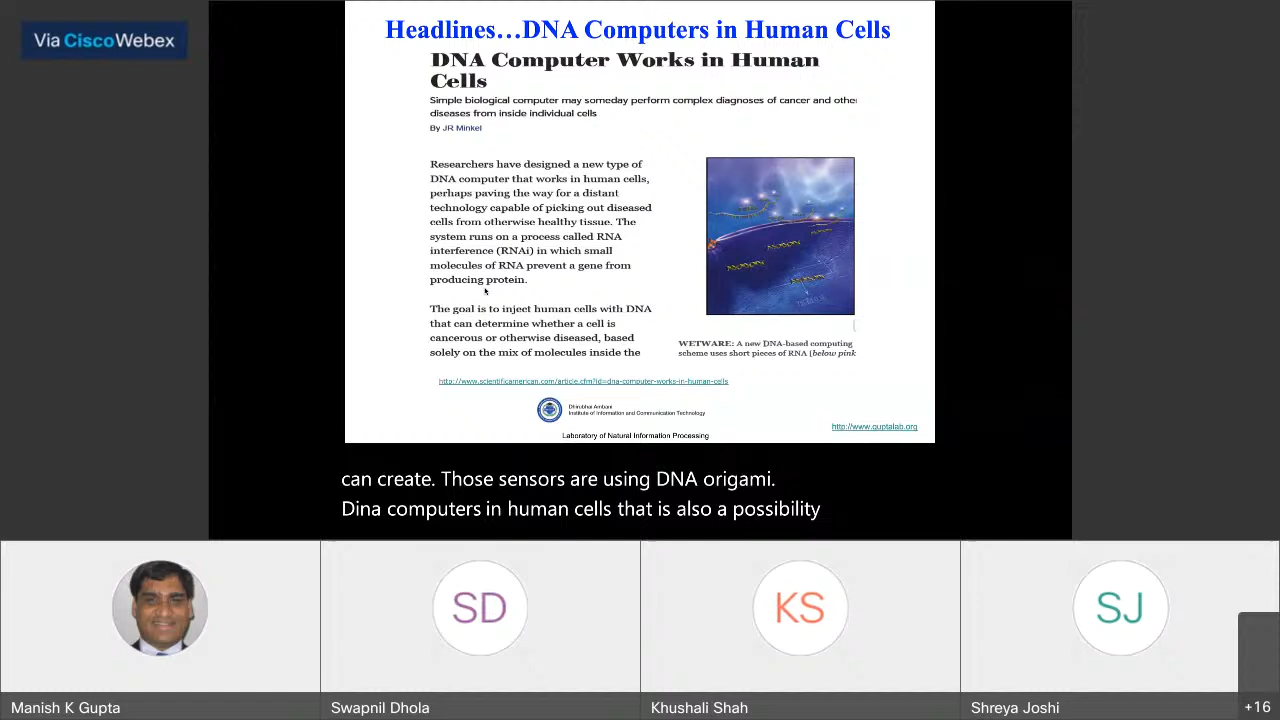 Via CiscoWebex
Headlines…DNA Computers in Human Cells
DNA Computer Works in Human
Cells
Simple biological computer may someday perform complex diagnoses of cancer and other
diseases from inside individual cells
By JR Minkel
Researchers have designed a new type of
DNA computer that works in human cells,
perhaps paving the way for a distant
technology capable of picking out diseased
cells from otherwise healthy tissue. The
system runs on a process called RNA
interference (RNAi) in which small
molecules of RNA prevent a gene from
producing protein.
The goal is to inject human cells with DNA
that can determine whether a cell is
cancerous or otherwise diseased, based
solely on the mix of molecules inside the
WETWARE: A new DNA-based computing
scheme uses short pieces of RNA (below pink
http://www.scientificamerican.com/article.cfm?id=dna-computer-works-in-human-cells
Dhirubhai Ambani
Institute of Information and Communication Technology
http://www.guptalab.org
Laboratory of Natural Information Processing
can create. Those sensors are using DNA origami.
Dina computers in human cells that is also a possibility
SD
KS
SJ
Manish K Gupta
Swapnil Dhola
Khushali Shah
Shreya Joshi
+16